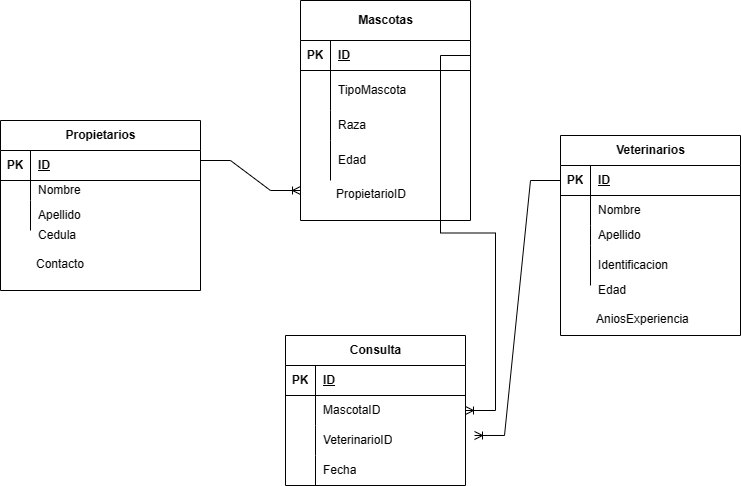 Mascotas
PK ID
TipoMascota
Raza
Edad
PropietarioID
Propietarios
PK ID
Nombre
Apellido
Cedula
Contacto
Veterinarios
PK ID
Nombre
Apellido
Identificacion
Edad
AniosExperiencia
Consulta
PK ID
MascotaID
VeterinarioID
Fecha